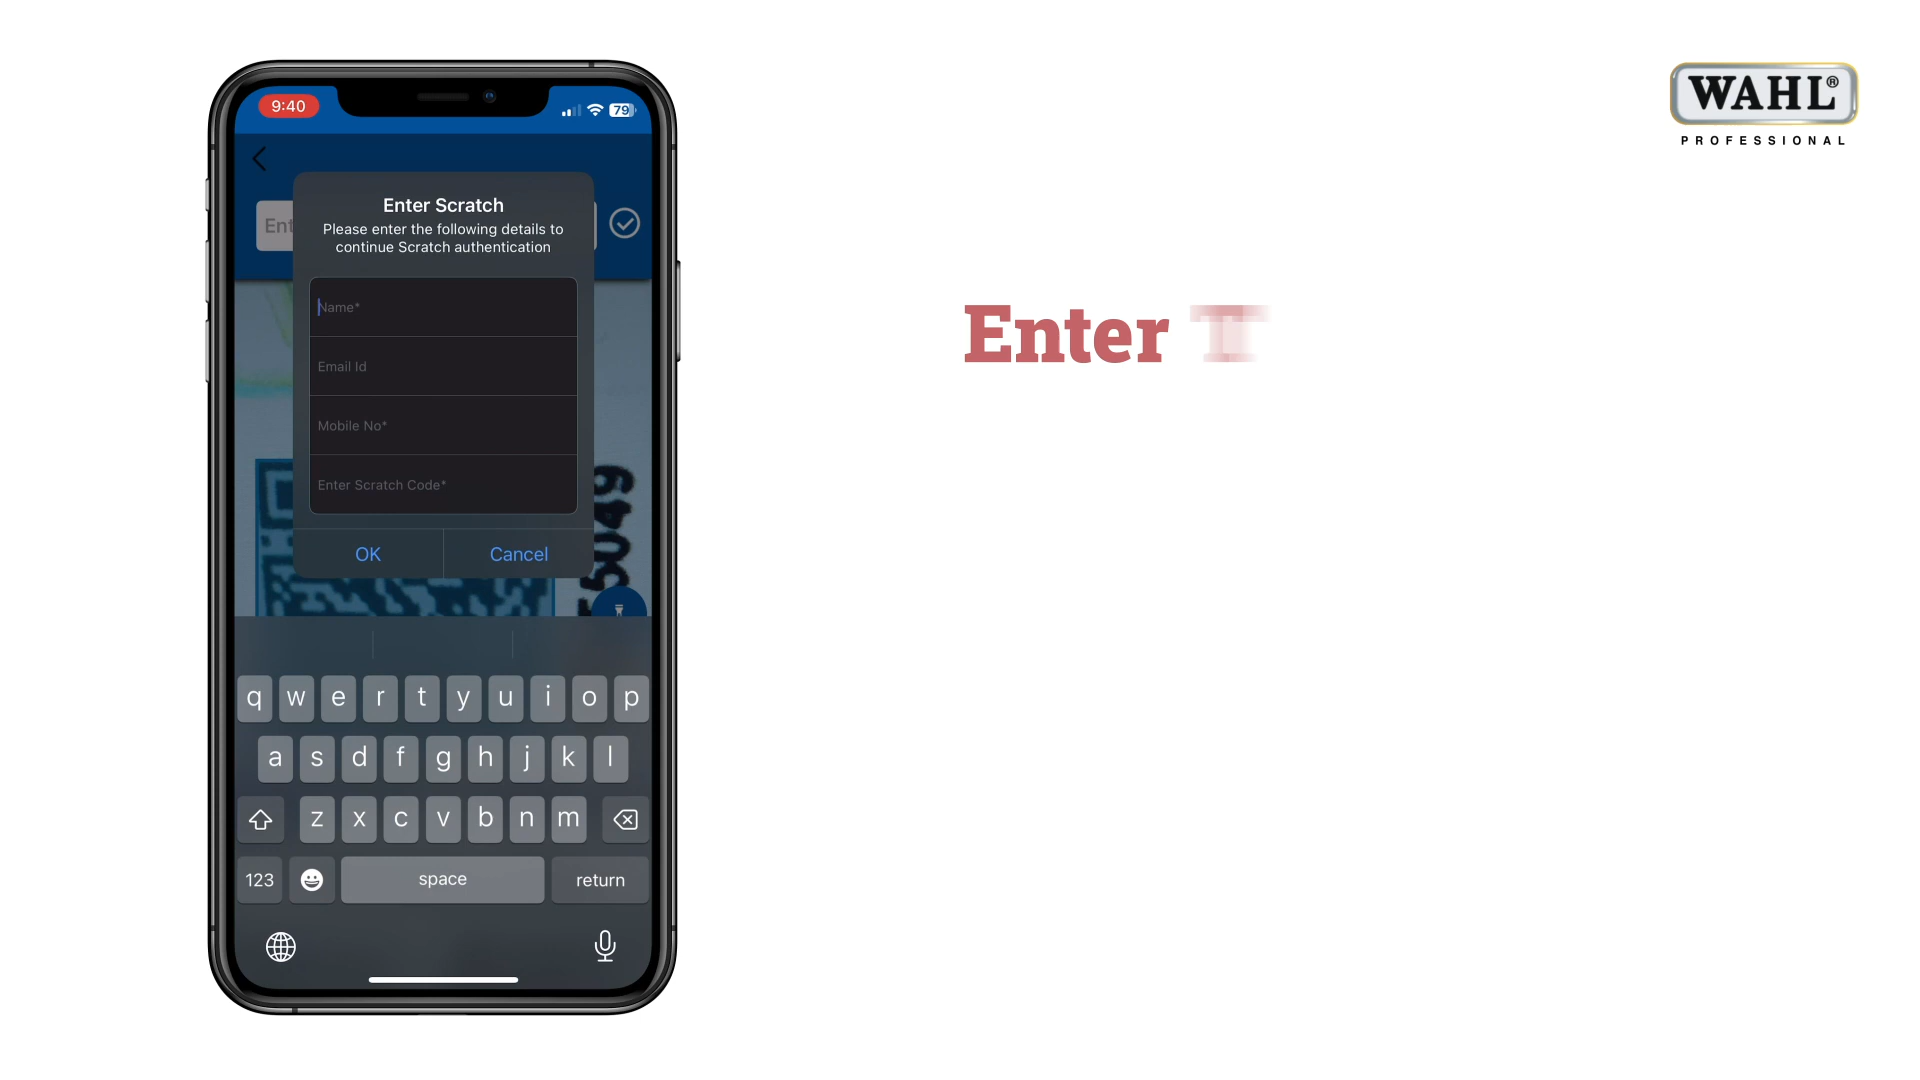 9:40
79
Enter Scratch
Please enter the following details to
continue Scratch authentication
Ent
Name*
Email Id
Mobile No*
Enter Scratch Code*
OK
Cancel
q w e r t y u i o p
a s d f g h j k l
z x c v b n m
123
space
return
Enter
WAHL®
PROFESSIONAL